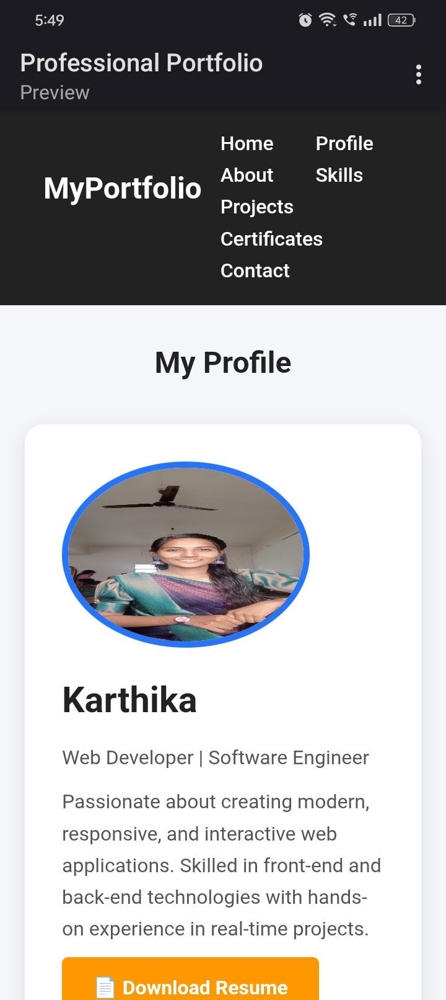 5:49
42
Professional Portfolio
Preview
MyPortfolio
Home Profile
About Skills
Projects
Certificates
Contact
My Profile
Karthika
Web Developer | Software Engineer
Passionate about creating modern,
responsive, and interactive web
applications. Skilled in front-end and
back-end technologies with hands-
on experience in real-time projects.
📄 Download Resume